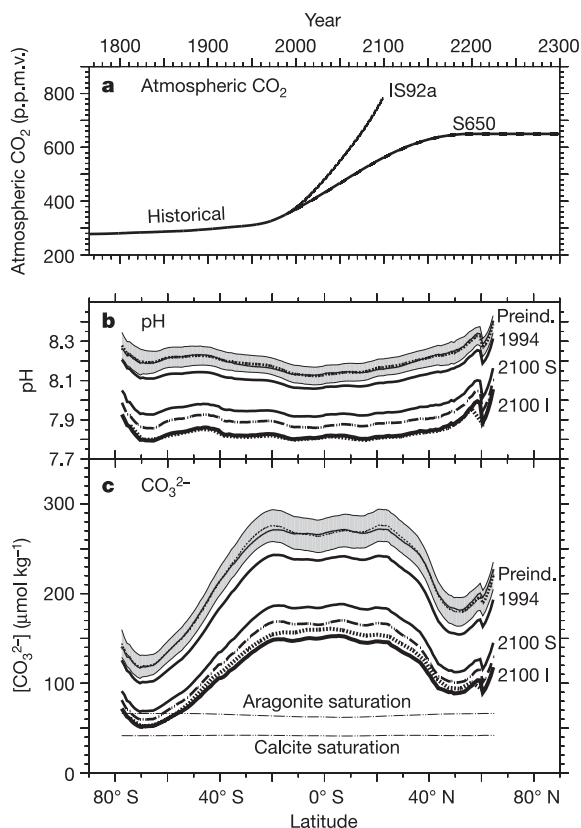 Year
1800 1900 2000 2100 2200 2300
a Atmospheric CO₂
Atmospheric CO₂ (p.p.m.v.)
800
600
400
200
IS92a
S650
Historical
b pH
pH
8.3
8.1
7.9
7.7
Preind.
1994
2100 S
2100 I
c CO₃²⁻
[CO₃²⁻] (μmol kg⁻¹)
300
200
100
0
Preind.
1994
2100 S
2100 I
Aragonite saturation
Calcite saturation
80° S 40° S 0° S 40° N 80° N
Latitude